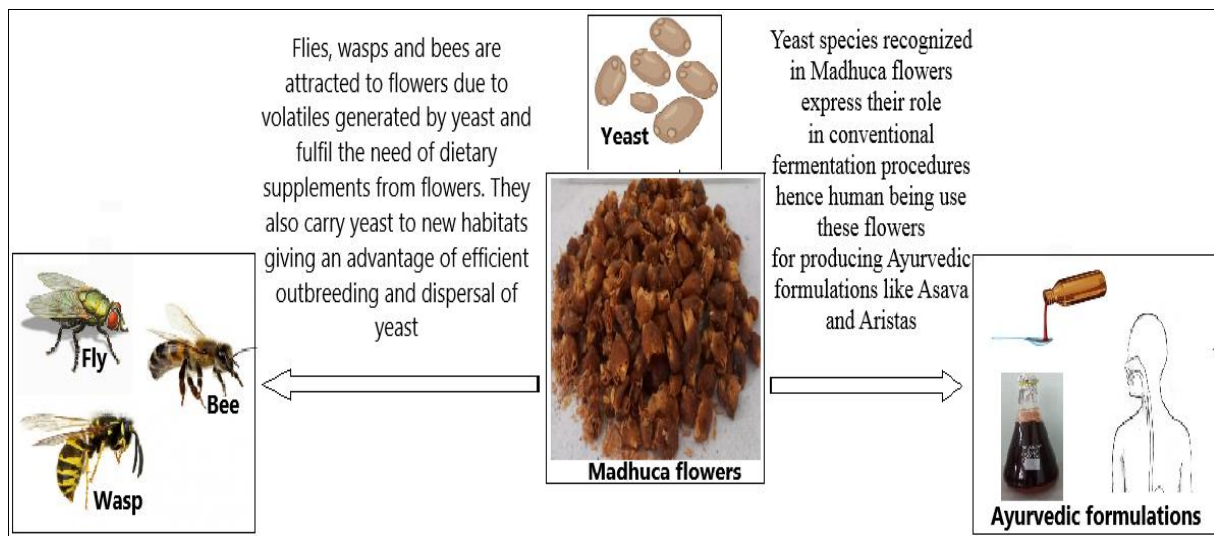 Flies, wasps and bees are
attracted to flowers due to
volatiles generated by yeast and
fulfil the need of dietary
supplements from flowers. They
also carry yeast to new habitats
giving an advantage of efficient
outbreeding and dispersal of
yeast
Yeast
Yeast species recognized
in Madhuca flowers
express their role
in conventional
fermentation procedures
hence human being use
these flowers
for producing Ayurvedic
formulations like Asava
and Aristas
Fly
Bee
Wasp
Madhuca flowers
Ayurvedic formulations